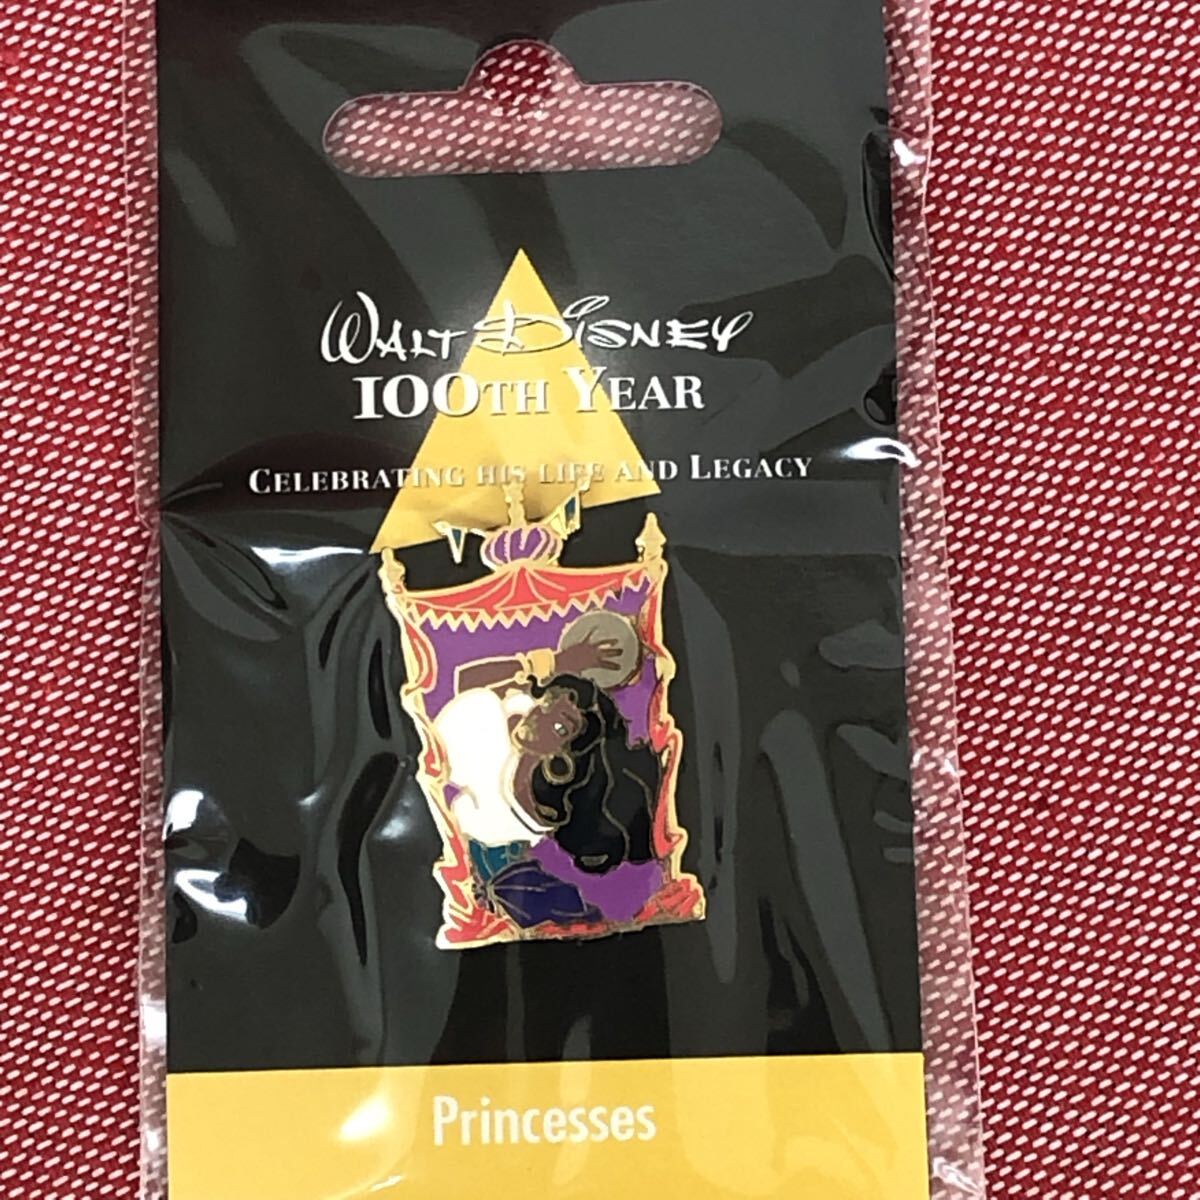 WALT DISNEY
100TH YEAR
CELEBRATING HIS LIFE AND LEGACY
Princesses